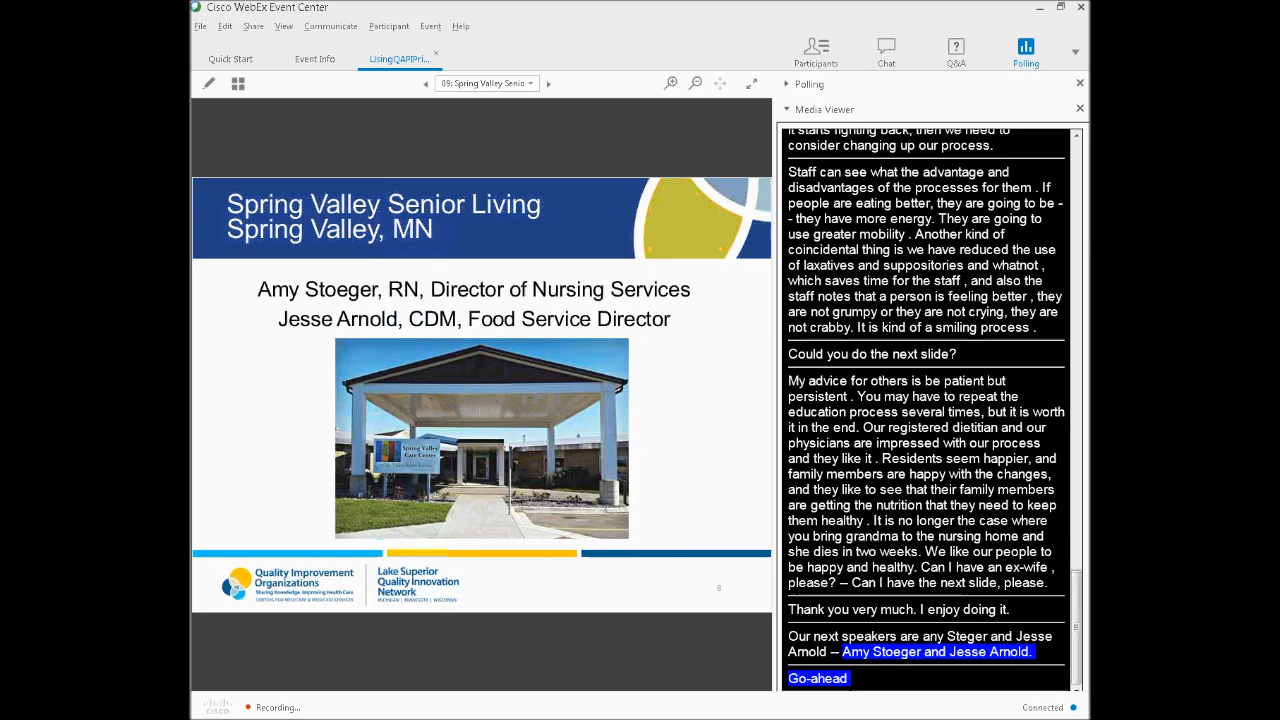 Cisco WebEx Event Center
File Edit Share View Communicate Participant Event Help
Quick Start Event Info UsingQAPIPri...
Participants Chat Q&A Polling
09: Spring Valley Senio
Polling
Media Viewer
Spring Valley Senior Living
Spring Valley, MN
Amy Stoeger, RN, Director of Nursing Services
Jesse Arnold, CDM, Food Service Director
Spring Valley
Care Center
Spring Valley Senior Living
Quality Improvement
Organizations
Sharing Knowledge. Improving Health Care.
CENTERS FOR MEDICARE & MEDICAID SERVICES
Lake Superior
Quality Innovation
Network
MICHIGAN | MINNESOTA | WISCONSIN
8
it starts fighting back, then we need to
consider changing up our process.
Staff can see what the advantage and
disadvantages of the processes for them . If
people are eating better, they are going to be -
- they have more energy. They are going to
use greater mobility . Another kind of
coincidental thing is we have reduced the use
of laxatives and suppositories and whatnot ,
which saves time for the staff , and also the
staff notes that a person is feeling better , they
are not grumpy or they are not crying, they are
not crabby. It is kind of a smiling process .
Could you do the next slide?
My advice for others is be patient but
persistent . You may have to repeat the
education process several times, but it is worth
it in the end. Our registered dietitian and our
physicians are impressed with our process
and they like it . Residents seem happier, and
family members are happy with the changes,
and they like to see that their family members
are getting the nutrition that they need to keep
them healthy . It is no longer the case where
you bring grandma to the nursing home and
she dies in two weeks. We like our people to
be happy and healthy. Can I have an ex-wife ,
please? -- Can I have the next slide, please.
Thank you very much. I enjoy doing it.
Our next speakers are any Steger and Jesse
Arnold -- Amy Stoeger and Jesse Arnold.
Go-ahead
CISCO
Recording...
Connected